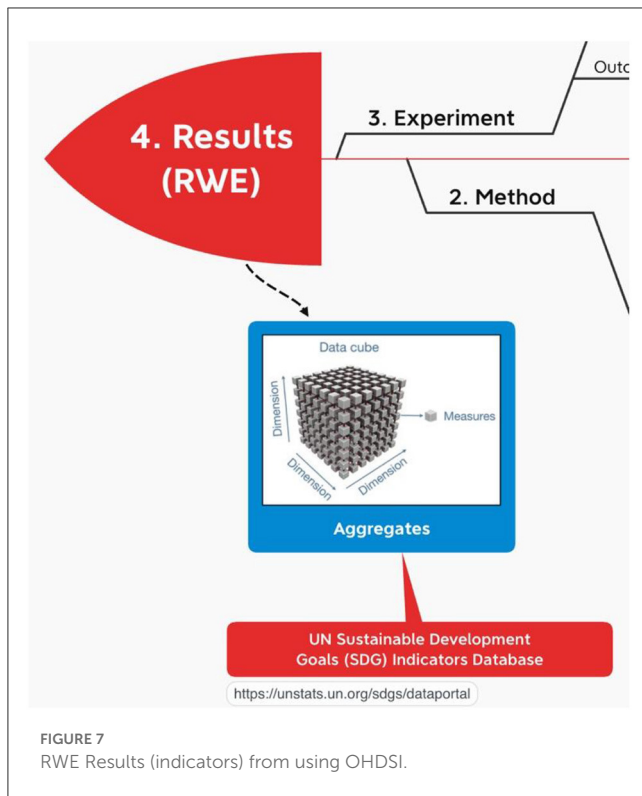 4. Results
(RWE)
3. Experiment
Outc
2. Method
Data cube
Dimension
Measures
Dimension
Dimension
Aggregates
UN Sustainable Development
Goals (SDG) Indicators Database
https://unstats.un.org/sdgs/dataportal
FIGURE 7
RWE Results (indicators) from using OHDSI.